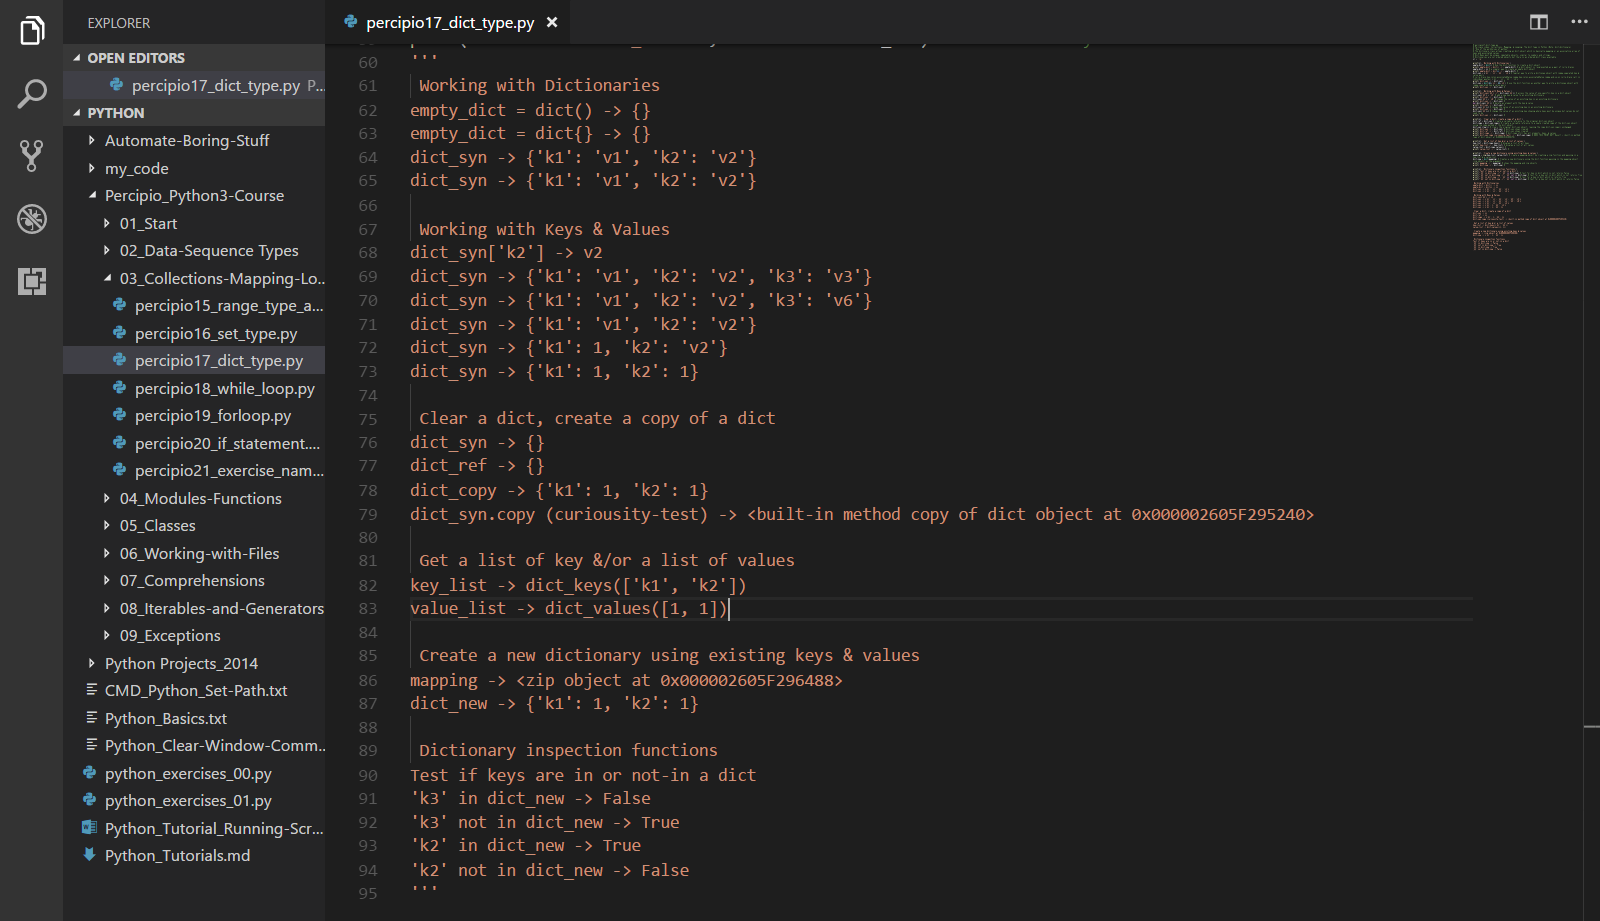 EXPLORER
OPEN EDITORS
percipio17_dict_type.py P...
PYTHON
Automate-Boring-Stuff
my_code
Percipio_Python3-Course
01_Start
02_Data-Sequence Types
03_Collections-Mapping-Lo...
percipio15_range_type_a...
percipio16_set_type.py
percipio17_dict_type.py
percipio18_while_loop.py
percipio19_forloop.py
percipio20_if_statement....
percipio21_exercise_nam...
04_Modules-Functions
05_Classes
06_Working-with-Files
07_Comprehensions
08_Iterables-and-Generators
09_Exceptions
Python Projects_2014
CMD_Python_Set-Path.txt
Python_Basics.txt
Python_Clear-Window-Comm...
python_exercises_00.py
python_exercises_01.py
Python_Tutorial_Running-Scr...
Python_Tutorials.md
percipio17_dict_type.py
60 '''
61 Working with Dictionaries
62 empty_dict = dict() -> {}
63 empty_dict = dict{} -> {}
64 dict_syn -> {'k1': 'v1', 'k2': 'v2'}
65 dict_syn -> {'k1': 'v1', 'k2': 'v2'}
66
67 Working with Keys & Values
68 dict_syn['k2'] -> v2
69 dict_syn -> {'k1': 'v1', 'k2': 'v2', 'k3': 'v3'}
70 dict_syn -> {'k1': 'v1', 'k2': 'v2', 'k3': 'v6'}
71 dict_syn -> {'k1': 'v1', 'k2': 'v2'}
72 dict_syn -> {'k1': 1, 'k2': 'v2'}
73 dict_syn -> {'k1': 1, 'k2': 1}
74
75 Clear a dict, create a copy of a dict
76 dict_syn -> {}
77 dict_ref -> {}
78 dict_copy -> {'k1': 1, 'k2': 1}
79 dict_syn.copy (curiousity-test) -> <built-in method copy of dict object at 0x000002605F295240>
80
81 Get a list of key &/or a list of values
82 key_list -> dict_keys(['k1', 'k2'])
83 value_list -> dict_values([1, 1])
84
85 Create a new dictionary using existing keys & values
86 mapping -> <zip object at 0x000002605F296488>
87 dict_new -> {'k1': 1, 'k2': 1}
88
89 Dictionary inspection functions
90 Test if keys are in or not-in a dict
91 'k3' in dict_new -> False
92 'k3' not in dict_new -> True
93 'k2' in dict_new -> True
94 'k2' not in dict_new -> False
95 '''